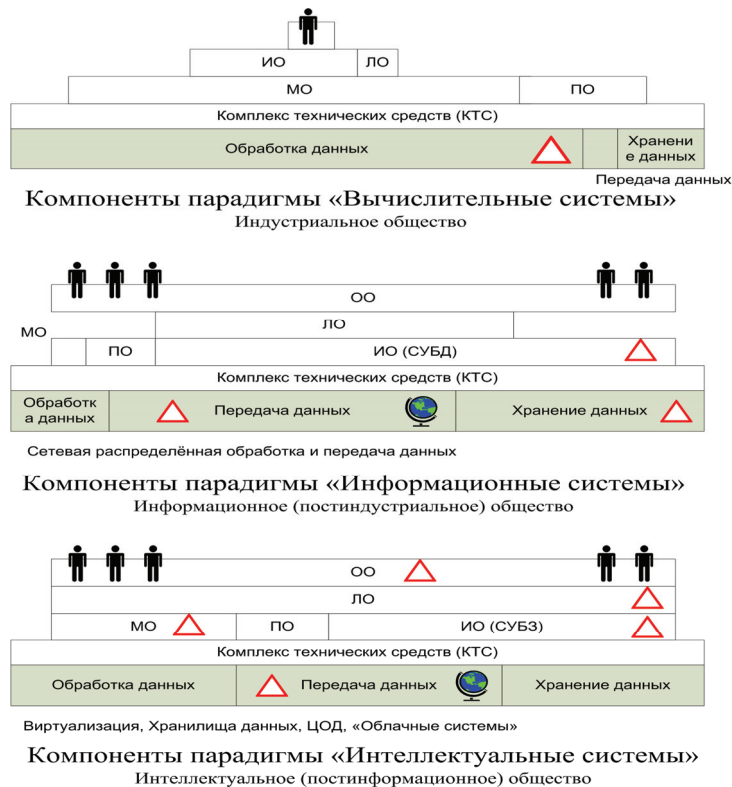 ИО ЛО
МО ПО
Комплекс технических средств (КТС)
Обработка данных
Хранени
е данных
Передача данных
Компоненты парадигмы «Вычислительные системы»
Индустриальное общество
ОО
МО
ЛО
ПО ИО (СУБД)
Комплекс технических средств (КТС)
Обработк
а данных
Передача данных
Хранение данных
Сетевая распределённая обработка и передача данных
Компоненты парадигмы «Информационные системы»
Информационное (постиндустриальное) общество
ОО
ЛО
МО ПО ИО (СУБЗ)
Комплекс технических средств (КТС)
Обработка данных Передача данных Хранение данных
Виртуализация, Хранилища данных, ЦОД, «Облачные системы»
Компоненты парадигмы «Интеллектуальные системы»
Интеллектуальное (постинформационное) общество